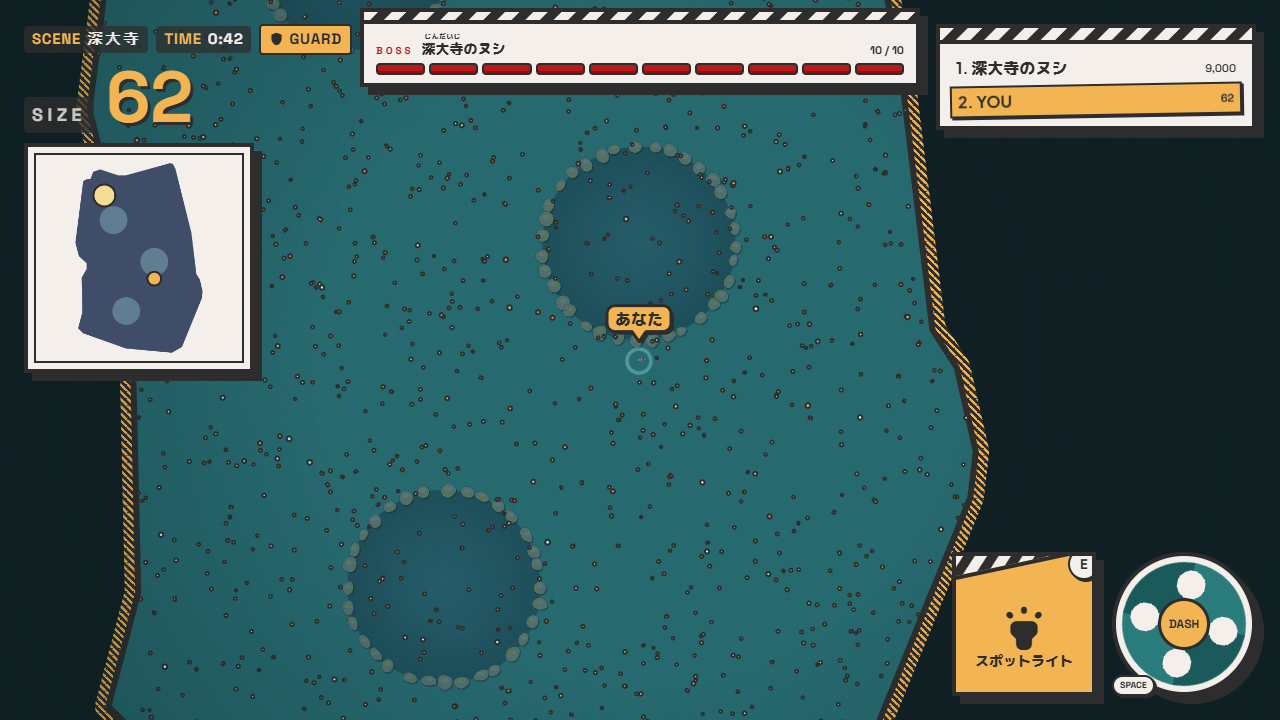 SCENE 深大寺 TIME 0:42 GUARD
SIZE 62
じんだいじ
BOSS 深大寺のヌシ 10 / 10
1. 深大寺のヌシ 9,000
2. YOU 62
あなた
E
スポットライト
DASH
SPACE